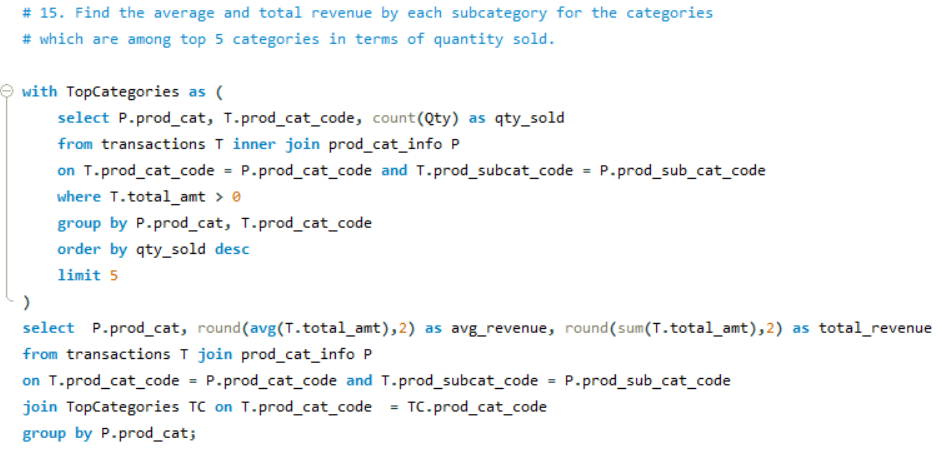 # 15. Find the average and total revenue by each subcategory for the categories
# which are among top 5 categories in terms of quantity sold.
with TopCategories as (
select P.prod_cat, T.prod_cat_code, count(Qty) as qty_sold
from transactions T inner join prod_cat_info P
on T.prod_cat_code = P.prod_cat_code and T.prod_subcat_code = P.prod_sub_cat_code
where T.total_amt > 0
group by P.prod_cat, T.prod_cat_code
order by qty_sold desc
limit 5
)
select  P.prod_cat, round(avg(T.total_amt),2) as avg_revenue, round(sum(T.total_amt),2) as total_revenue
from transactions T join prod_cat_info P
on T.prod_cat_code = P.prod_cat_code and T.prod_subcat_code = P.prod_sub_cat_code
join TopCategories TC on T.prod_cat_code  = TC.prod_cat_code
group by P.prod_cat;